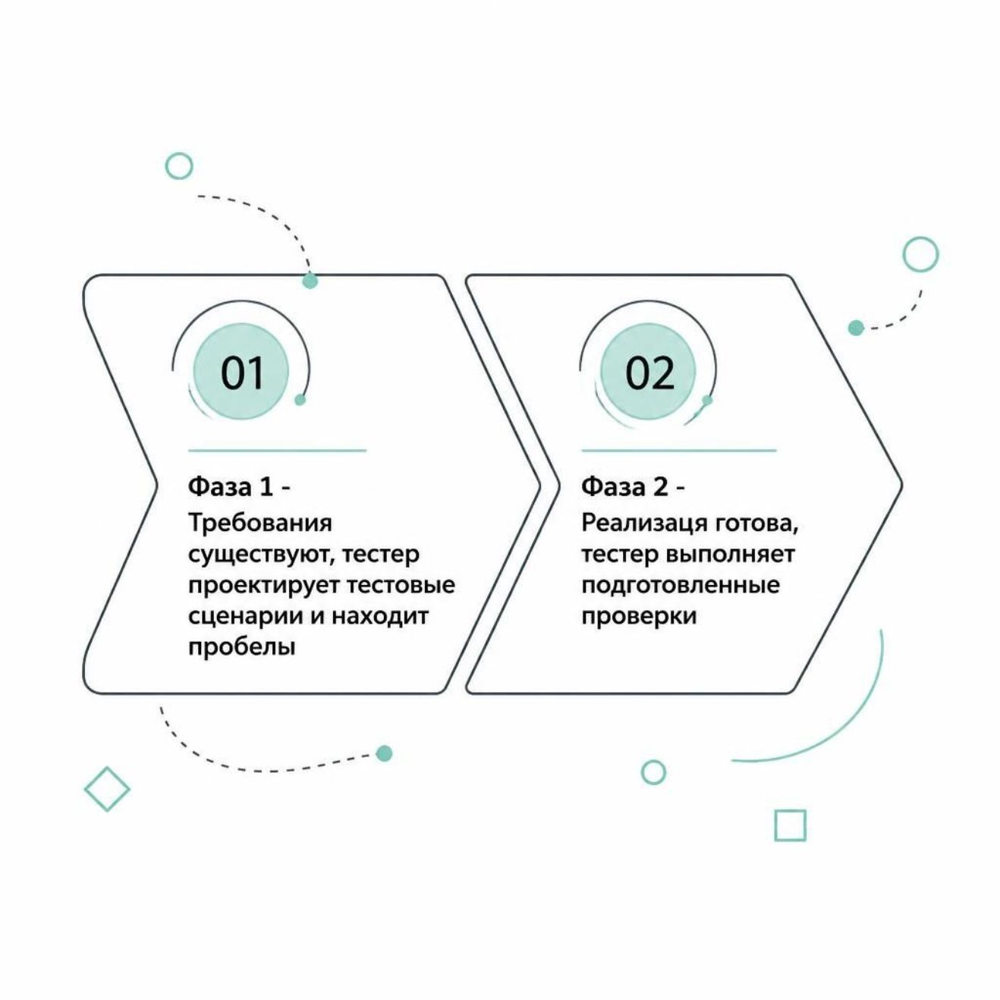 01
Фаза 1 -
Требования
существуют, тестер
проектирует тестовые
сценарии и находит
пробелы
02
Фаза 2 -
Реализаця готова,
тестер выполняет
подготовленные
проверки